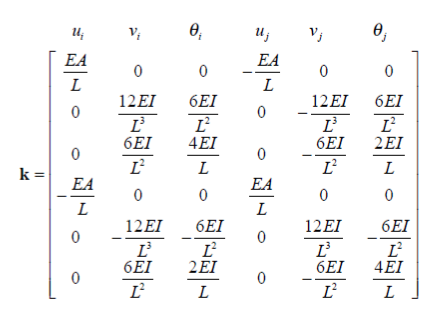 u_i v_i θ_i u_j v_j θ_j
EA/L 0 0 -EA/L 0 0
0 12EI/L³ 6EI/L² 0 -12EI/L³ 6EI/L²
0 6EI/L² 4EI/L 0 -6EI/L² 2EI/L
k =
-EA/L 0 0 EA/L 0 0
0 -12EI/L³ -6EI/L² 0 12EI/L³ -6EI/L²
0 6EI/L² 2EI/L 0 -6EI/L² 4EI/L